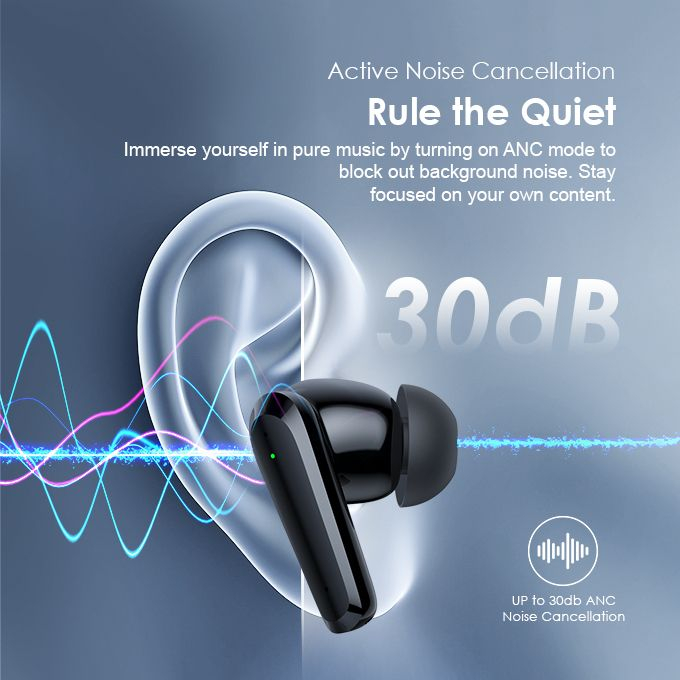 Active Noise Cancellation
Rule the Quiet
Immerse yourself in pure music by turning on ANC mode to
block out background noise. Stay
focused on your own content.
30dB
UP to 30db ANC
Noise Cancellation